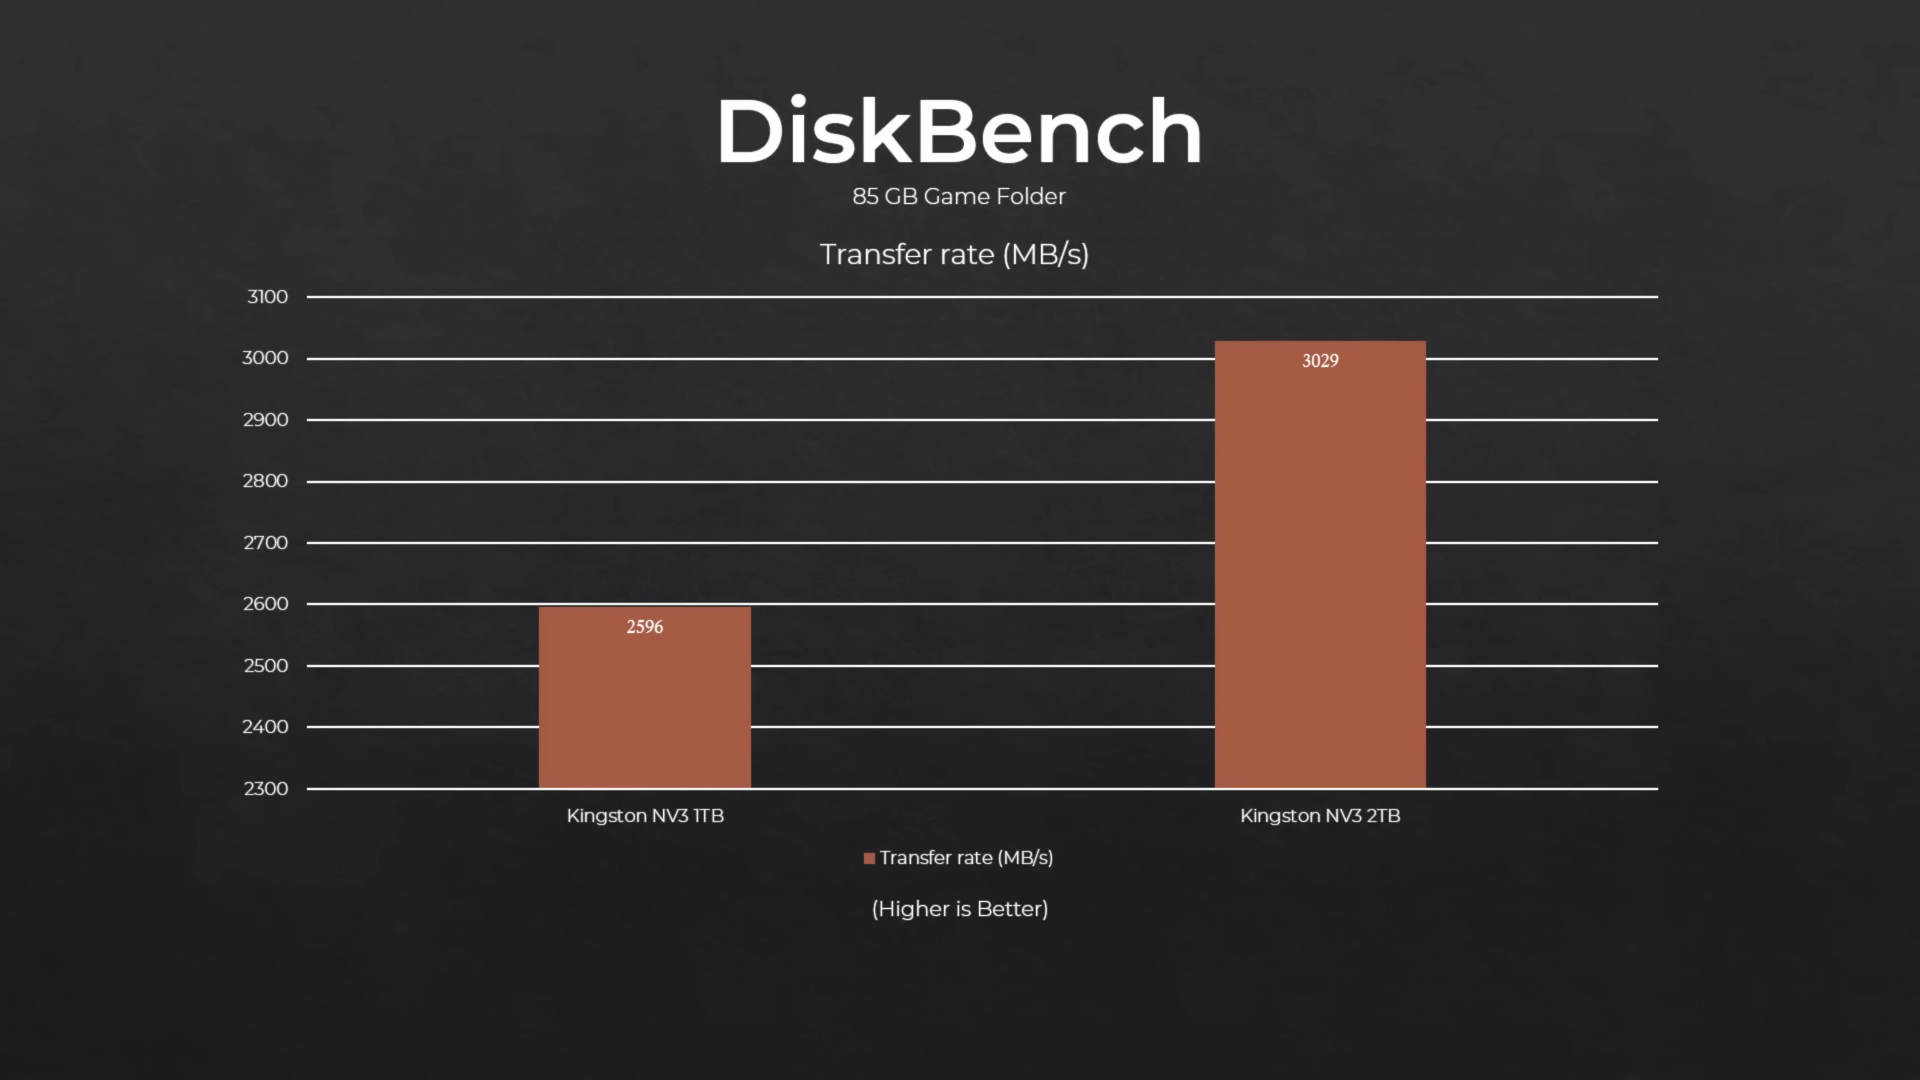 DiskBench
85 GB Game Folder
Transfer rate (MB/s)
3100
3000
3029
2900
2800
2700
2600
2596
2500
2400
2300
Kingston NV3 1TB
Kingston NV3 2TB
Transfer rate (MB/s)
(Higher is Better)